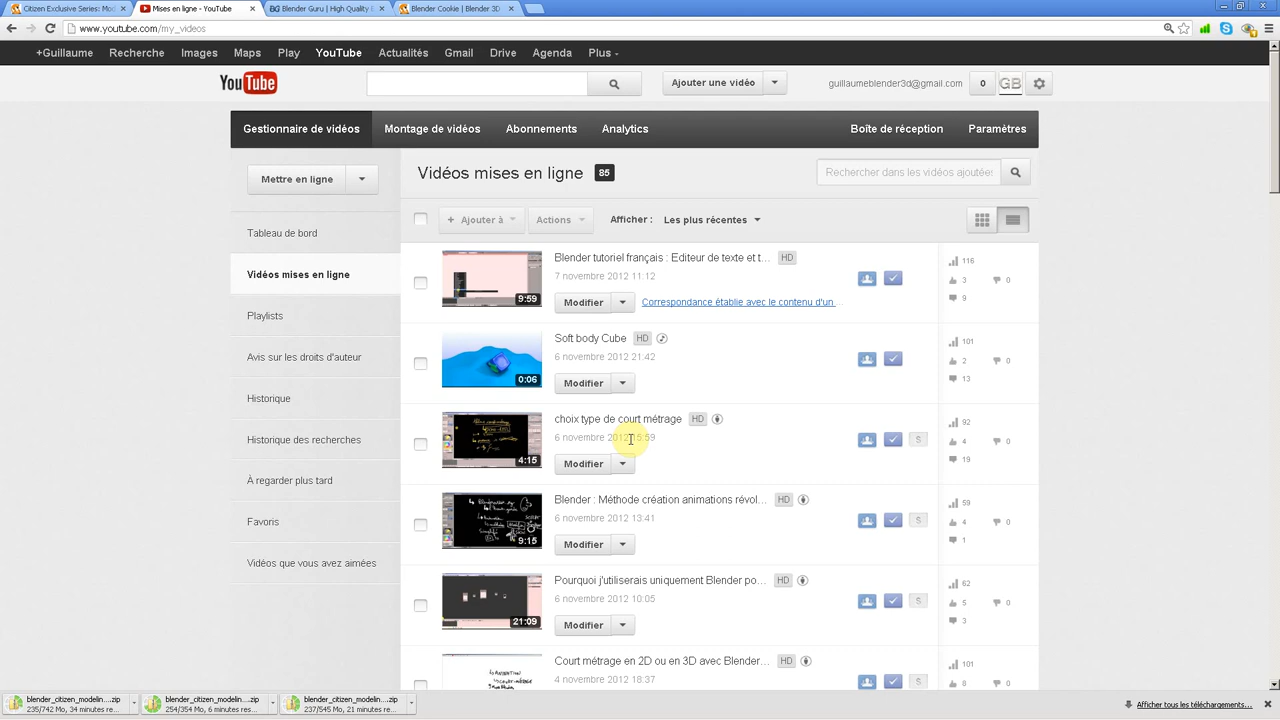 Citizen Exclusive Series: Mod
Mises en ligne - YouTube
BG Blender Guru | High Quality B
Blender Cookie | Blender 3D
www.youtube.com/my_videos
+Guillaume Recherche Images Maps Play YouTube Actualités Gmail Drive Agenda Plus
YouTube
Ajouter une vidéo
guillaumeblender3d@gmail.com 0 GB
Gestionnaire de vidéos Montage de vidéos Abonnements Analytics Boîte de réception Paramètres
Mettre en ligne
Tableau de bord
Vidéos mises en ligne
Playlists
Avis sur les droits d'auteur
Historique
Historique des recherches
À regarder plus tard
Favoris
Vidéos que vous avez aimées
Vidéos mises en ligne 85
Rechercher dans les vidéos ajoutées
+ Ajouter à Actions Afficher : Les plus récentes
Blender tutoriel français : Editeur de texte et t... HD
7 novembre 2012 11:12
9:59
Modifier Correspondance établie avec le contenu d'un ...
116
3 0
9
Soft body Cube HD
6 novembre 2012 21:42
0:06
Modifier
101
2 0
13
choix type de court métrage HD
6 novembre 2012 15:59
4:15
Modifier
$
92
4 0
19
Blender : Méthode création animations révol... HD
6 novembre 2012 13:41
9:15
Modifier
$
59
4 0
1
Pourquoi j'utiliserais uniquement Blender po... HD
6 novembre 2012 10:05
21:09
Modifier
$
62
5 0
3
Court métrage en 2D ou en 3D avec Blender... HD
4 novembre 2012 18:37
$
101
8 0
blender_citizen_modelin....zip
235/742 Mo, 34 minutes res...
blender_citizen_modelin....zip
254/354 Mo, 6 minutes res...
blender_citizen_modelin....zip
237/545 Mo, 21 minutes res...
Afficher tous les téléchargements...